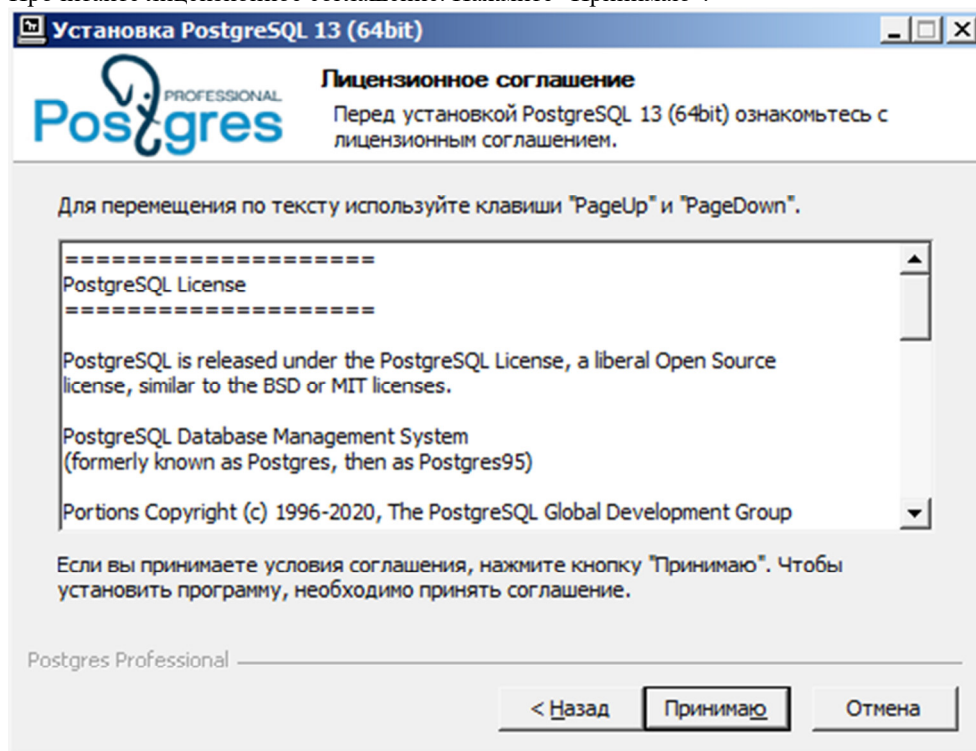 Установка PostgreSQL 13 (64bit)
PROFESSIONAL
Postgres
Лицензионное соглашение
Перед установкой PostgreSQL 13 (64bit) ознакомьтесь с
лицензионным соглашением.
Для перемещения по тексту используйте клавиши "PageUp" и "PageDown".
====================
PostgreSQL License
====================
PostgreSQL is released under the PostgreSQL License, a liberal Open Source
license, similar to the BSD or MIT licenses.
PostgreSQL Database Management System
(formerly known as Postgres, then as Postgres95)
Portions Copyright (c) 1996-2020, The PostgreSQL Global Development Group
Если вы принимаете условия соглашения, нажмите кнопку "Принимаю". Чтобы
установить программу, необходимо принять соглашение.
Postgres Professional
< Назад
Принимаю
Отмена